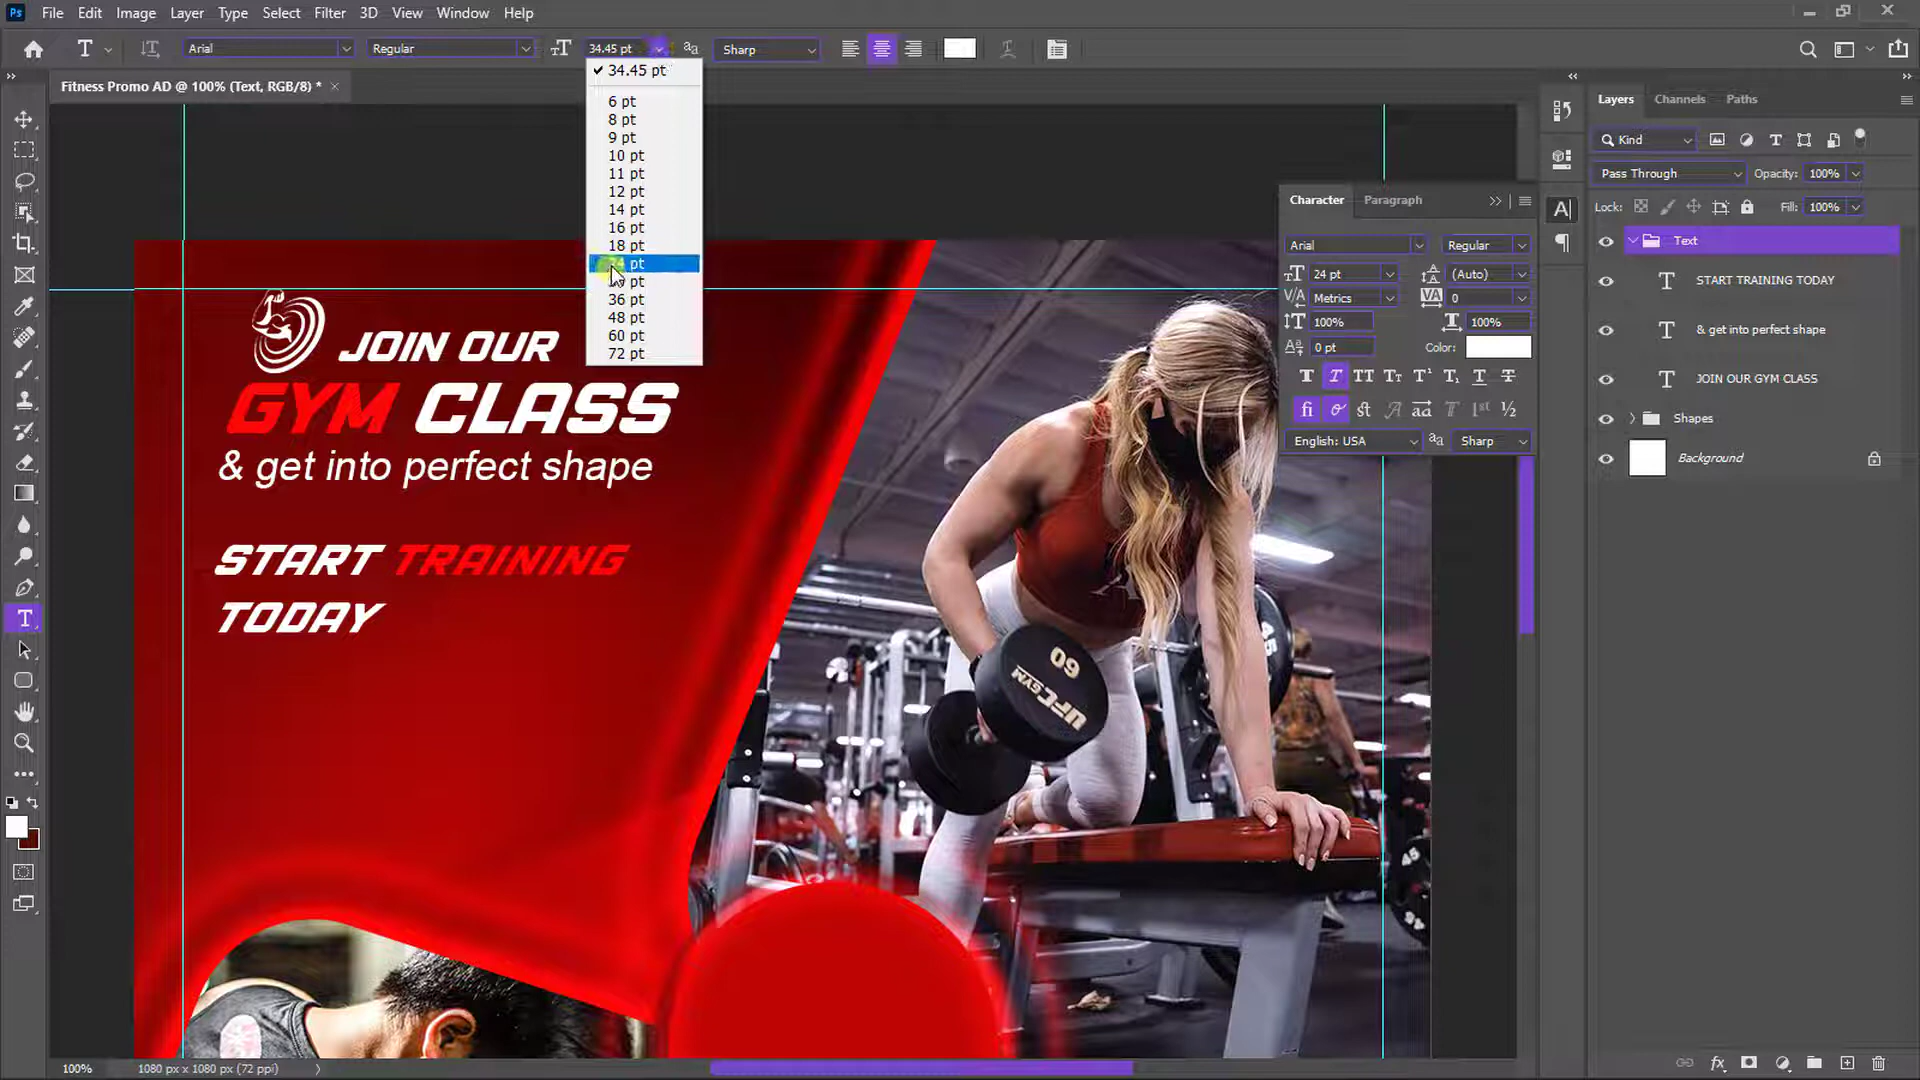 Ps File Edit Image Layer Type Select Filter 3D View Window Help
T Arial Regular 34.45 pt Sharp
Fitness Promo AD @ 100% (Text, RGB/8) *
34.45 pt
6 pt
8 pt
9 pt
10 pt
11 pt
12 pt
14 pt
16 pt
18 pt
pt
pt
36 pt
48 pt
60 pt
72 pt
JOIN OUR
GYM CLASS
& get into perfect shape
START TRAINING
TODAY
60
UFC GYM
45
Character Paragraph
Arial Regular
24 pt (Auto)
Metrics 0
100% 100%
0 pt Color:
English: USA Sharp
Layers Channels Paths
Kind
Pass Through Opacity: 100%
Lock: Fill: 100%
Text
START TRAINING TODAY
& get into perfect shape
JOIN OUR GYM CLASS
Shapes
Background
100% 1080 px x 1080 px (72 ppi)